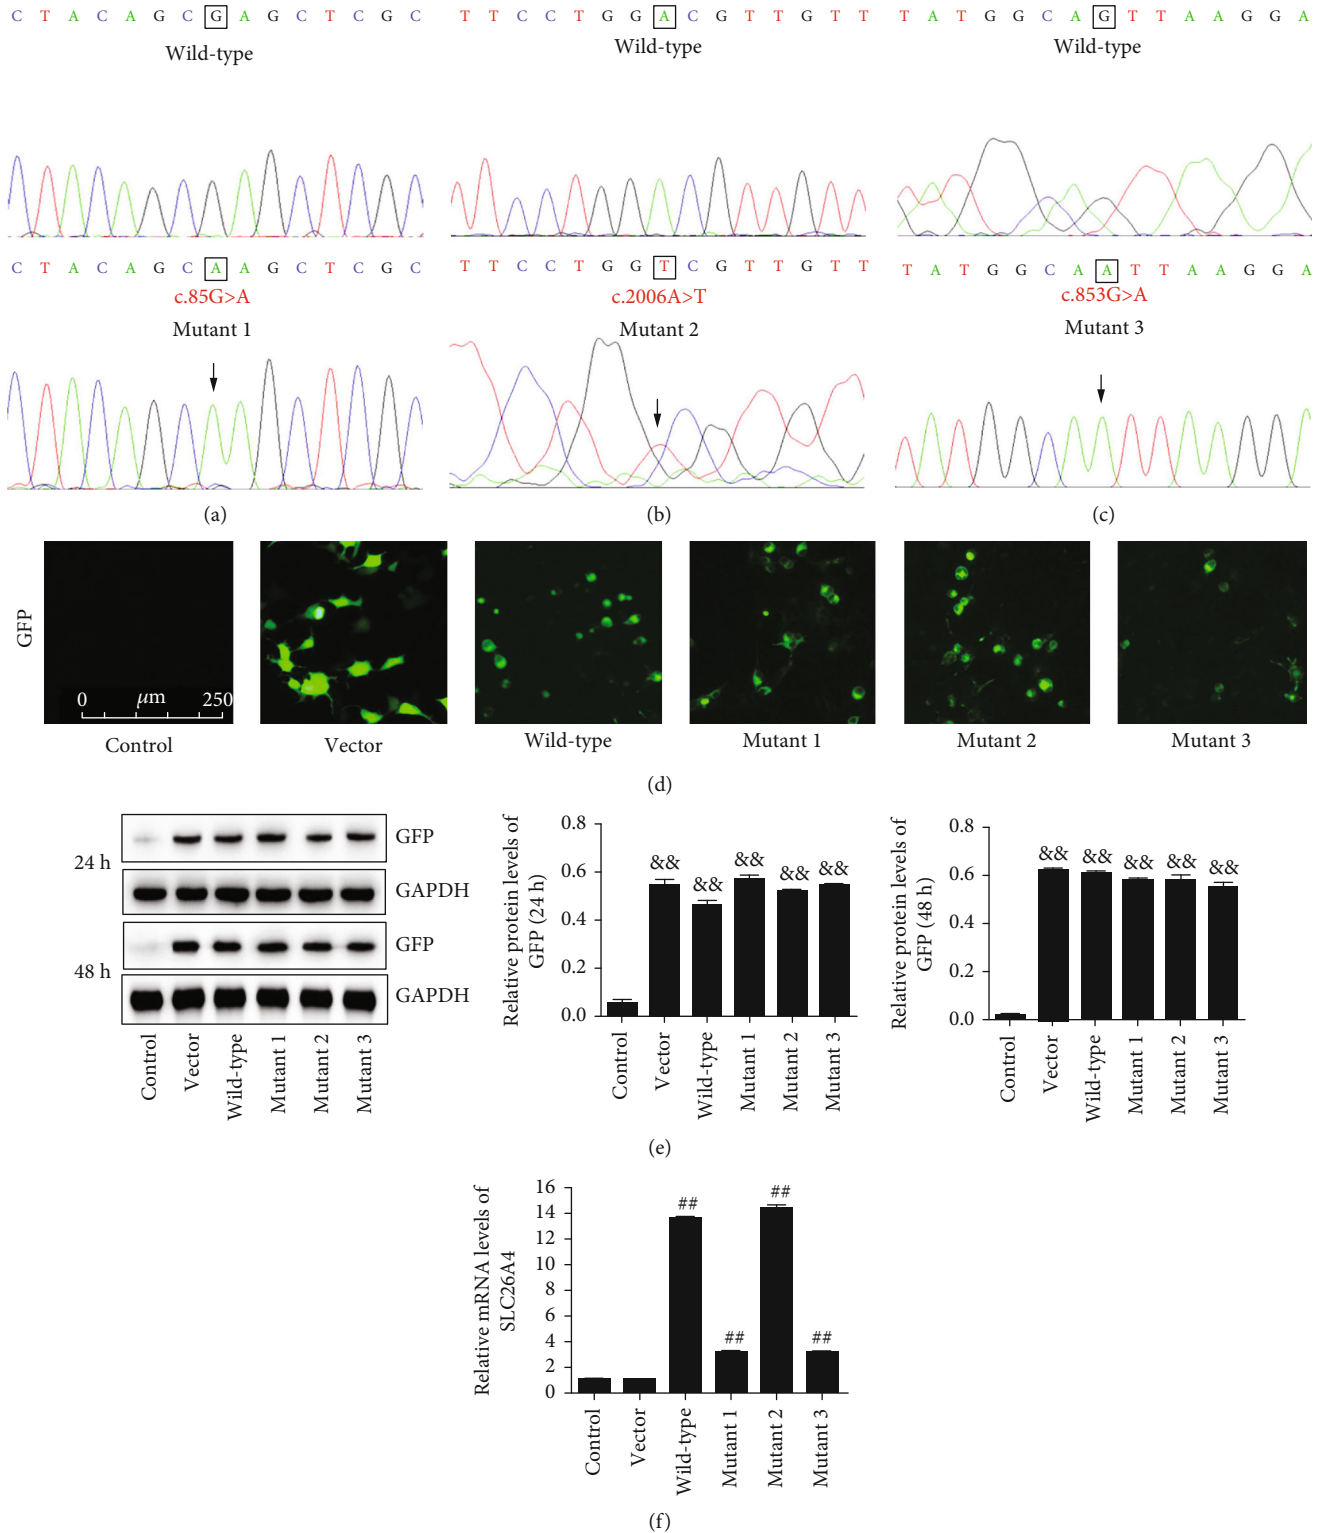 C T A C A G C G A G C T C G C
T T C C T G G A C G T T G T T
T A T G G C A G T T A A G G A
Wild-type
Wild-type
Wild-type
C T A C A G C A A G C T C G C
T T C C T G G T C G T T G T T
T A T G G C A A T T A A G G A
c.85G>A
c.2006A>T
c.853G>A
Mutant 1
Mutant 2
Mutant 3
(a)
(b)
(c)
GFP
0 μm 250
Control
Vector
Wild-type
Mutant 1
Mutant 2
Mutant 3
(d)
24 h
GFP
GAPDH
48 h
GFP
GAPDH
Control
Vector
Wild-type
Mutant 1
Mutant 2
Mutant 3
Relative protein levels of
GFP (24 h)
0.8
0.6
0.4
0.2
0.0
&&
&&
&&
&&
&&
Control
Vector
Wild-type
Mutant 1
Mutant 2
Mutant 3
Relative protein levels of
GFP (48 h)
0.8
0.6
0.4
0.2
0.0
&&
&&
&&
&&
&&
Control
Vector
Wild-type
Mutant 1
Mutant 2
Mutant 3
(e)
Relative mRNA levels of
SLC26A4
16
14
12
10
8
6
4
2
0
##
##
##
##
Control
Vector
Wild-type
Mutant 1
Mutant 2
Mutant 3
(f)